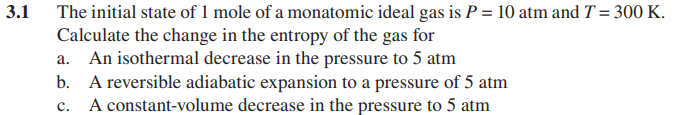 3.1 The initial state of 1 mole of a monatomic ideal gas is P = 10 atm and T = 300 K.
Calculate the change in the entropy of the gas for
a. An isothermal decrease in the pressure to 5 atm
b. A reversible adiabatic expansion to a pressure of 5 atm
c. A constant-volume decrease in the pressure to 5 atm